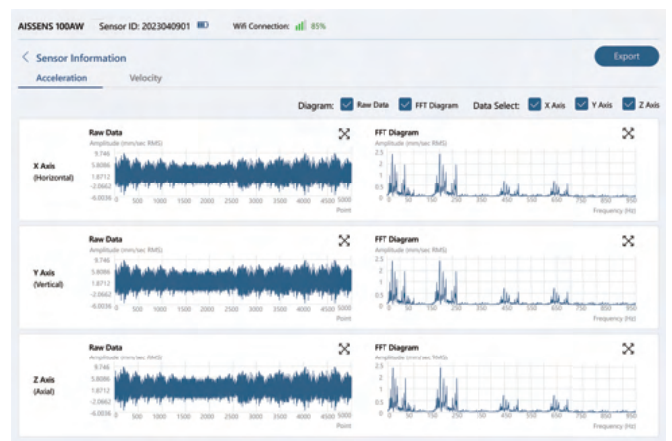 AISSENS 100AW Sensor ID: 2023040901 Wifi Connection: 85%
Sensor Information Export
Acceleration Velocity
Diagram: Raw Data FFT Diagram Data Select: X Axis Y Axis Z Axis
X Axis
(Horizontal)
Raw Data
Amplitude (mm/sec RMS)
9.746
5.8086
1.8712
-2.0662
-6.0036
0 500 1000 1500 2000 2500 3000 3500 4000 4500 5000
Point
FFT Diagram
Amplitude (mm/sec RMS)
2.5
2
1
0.5
0 50 150 250 350 450 550 650 750 850 950
Frequency (Hz)
Y Axis
(Vertical)
Raw Data
Amplitude (mm/sec RMS)
9.746
5.8086
1.8712
-2.0662
-6.0036
0 500 1000 1500 2000 2500 3000 3500 4000 4500 5000
Point
FFT Diagram
Amplitude (mm/sec RMS)
2.5
2
0.5
0 50 150 250 350 450 550 650 750 850 950
Frequency (Hz)
Z Axis
(Axial)
Raw Data
Amplitude (mm/sec RMS)
9.746
5.8086
1.8712
-2.0662
-6.0036
0 500 1000 1500 2000 2500 3000 3500 4000 4500 5000
Point
FFT Diagram
Amplitude (mm/sec RMS)
2.5
2
1
0.5
0 50 150 250 350 450 550 650 750 850 950
Frequency (Hz)